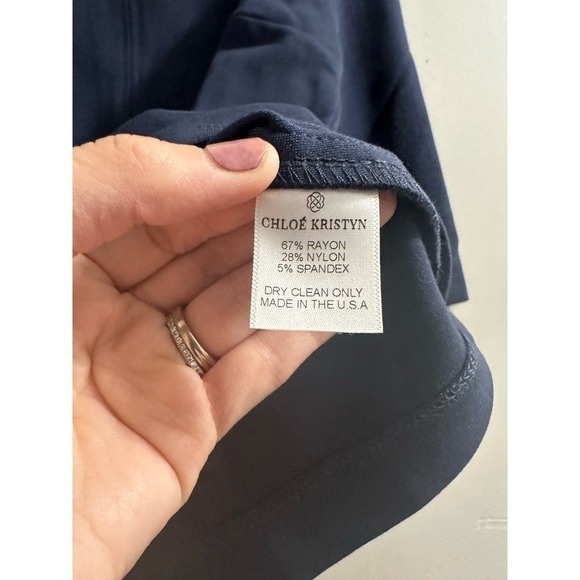 CHLOÉ KRISTYN
67% RAYON
28% NYLON
5% SPANDEX
DRY CLEAN ONLY
MADE IN THE U.S.A